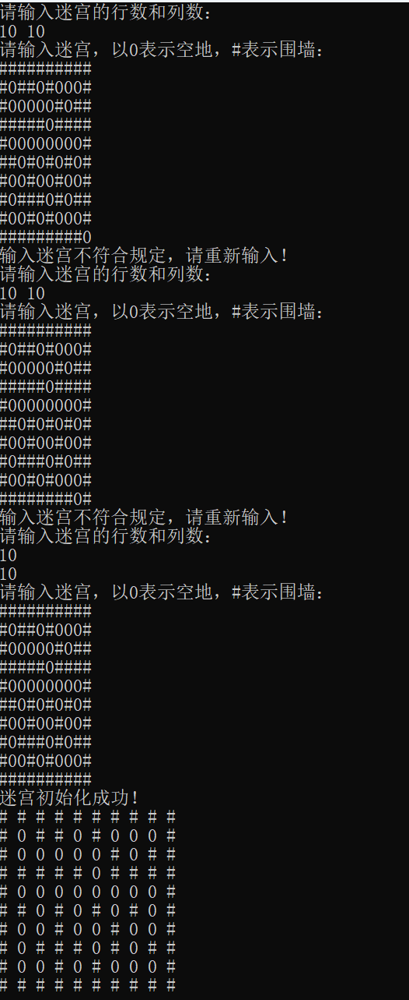 请输入迷宫的行数和列数：
10 10
请输入迷宫，以0表示空地，#表示围墙：
##########
#0##0#000#
#00000#0##
#####0####
#00000000#
##0#0#0#0#
#00#00#00#
#0###0#0##
#00#0#000#
#########0
输入迷宫不符合规定，请重新输入！
请输入迷宫的行数和列数：
10 10
请输入迷宫，以0表示空地，#表示围墙：
##########
#0##0#000#
#00000#0##
#####0####
#00000000#
##0#0#0#0#
#00#00#00#
#0###0#0##
#00#0#000#
########0#
输入迷宫不符合规定，请重新输入！
请输入迷宫的行数和列数：
10
10
请输入迷宫，以0表示空地，#表示围墙：
##########
#0##0#000#
#00000#0##
#####0####
#00000000#
##0#0#0#0#
#00#00#00#
#0###0#0##
#00#0#000#
##########
迷宫初始化成功！
# # # # # # # # # #
# 0 # # 0 # 0 0 0 #
# 0 0 0 0 0 # 0 # #
# # # # # 0 # # # #
# 0 0 0 0 0 0 0 0 #
# # 0 # 0 # 0 # 0 #
# 0 0 # 0 0 # 0 0 #
# 0 # # # 0 # 0 # #
# 0 0 # 0 # 0 0 0 #
# # # # # # # # # #